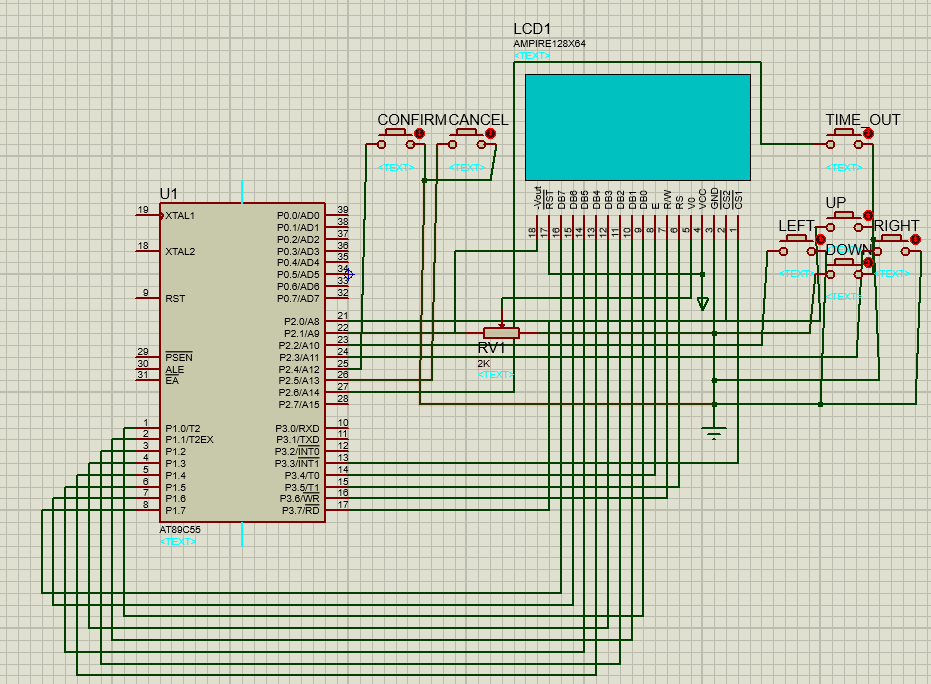 LCD1
AMPIRE128X64
<TEXT>
CONFIRM
<TEXT>
CANCEL
<TEXT>
TIME_OUT
<TEXT>
-Vout
RST
DB7
DB6
DB5
DB4
DB3
DB2
DB1
DB0
E
R/W
RS
V0
VCC
GND
CS2
CS1
18
17
16
15
14
13
12
11
10
9
8
7
6
5
4
3
2
1
UP
LEFT
<TEXT>
RIGHT
<TEXT>
DOWN
<TEXT>
U1
19
XTAL1
18
XTAL2
9
RST
29
PSEN
30
ALE
31
EA
1
P1.0/T2
2
P1.1/T2EX
3
P1.2
4
P1.3
5
P1.4
6
P1.5
7
P1.6
8
P1.7
P0.0/AD0
39
P0.1/AD1
38
P0.2/AD2
37
P0.3/AD3
36
P0.4/AD4
35
P0.5/AD5
34
P0.6/AD6
33
P0.7/AD7
32
P2.0/A8
21
P2.1/A9
22
P2.2/A10
23
P2.3/A11
24
P2.4/A12
25
P2.5/A13
26
P2.6/A14
27
P2.7/A15
28
P3.0/RXD
10
P3.1/TXD
11
P3.2/INT0
12
P3.3/INT1
13
P3.4/T0
14
P3.5/T1
15
P3.6/WR
16
P3.7/RD
17
AT89C55
<TEXT>
RV1
2K
<TEXT>